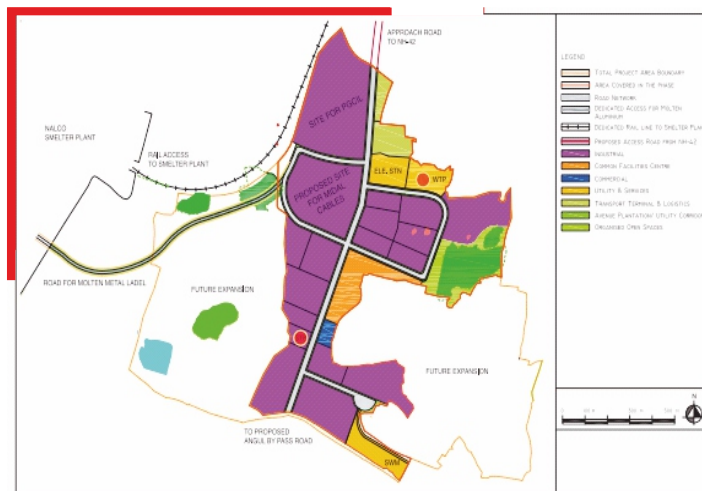 APPROACH ROAD
TO NH-42
SITE FOR PGCIL
NALCO
SMELTER PLANT
RAIL ACCESS
TO SMELTER PLANT
ELE. STN
WTP
PROPOSED SITE
FOR MIDAL
CABLES
ROAD FOR MOLTEN METAL LADEL
FUTURE EXPANSION
FUTURE EXPANSION
TO PROPOSED
ANGUL BY PASS ROAD
SWM
LEGEND
TOTAL PROJECT AREA BOUNDARY
AREA COVERED IN THE PHASE
ROAD NETWORK
DEDICATED ACCESS FOR MOLTEN
ALUMINIUM
DEDICATED RAIL LINE TO SMELTER PLANT
PROPOSED ACCESS ROAD FROM NH-42
INDUSTRIAL
COMMON FACILITIES CENTRE
COMMERCIAL
UTILITY & SERVICES
TRANSPORT TERMINAL & LOGISTICS
AVENUE PLANTATION/ UTILITY CORRIDOR
ORGANISED OPEN SPACES
N
0